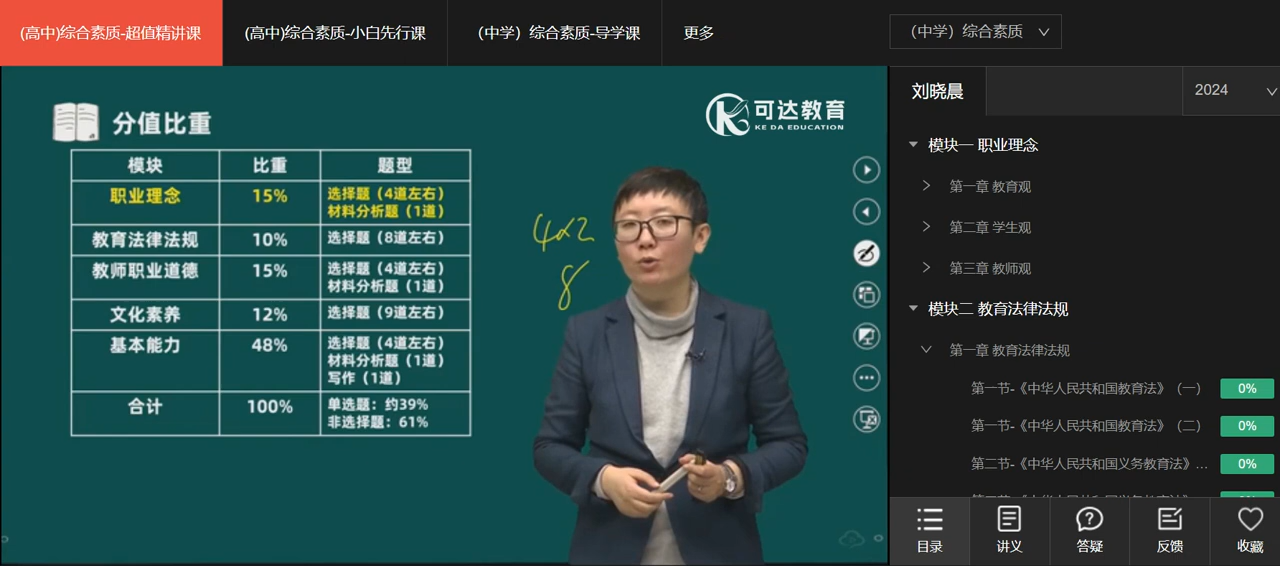 (高中)综合素质-超值精讲课
(高中)综合素质-小白先行课
（中学）综合素质-导学课
更多
（中学）综合素质
分值比重
可达教育
KE DA EDUCATION
模块 比重 题型
职业理念 15% 选择题（4道左右）
材料分析题（1道）
教育法律法规 10% 选择题（8道左右）
教师职业道德 15% 选择题（4道左右）
材料分析题（1道）
文化素养 12% 选择题（9道左右）
基本能力 48% 选择题（4道左右）
材料分析题（1道）
写作（1道）
合计 100% 单选题：约39%
非选择题：61%
4×2
8
刘晓晨
2024
模块一 职业理念
第一章 教育观
第二章 学生观
第三章 教师观
模块二 教育法律法规
第一章 教育法律法规
第一节-《中华人民共和国教育法》（一） 0%
第一节-《中华人民共和国教育法》（二） 0%
第二节-《中华人民共和国义务教育法》... 0%
目录
讲义
答疑
反馈
收藏